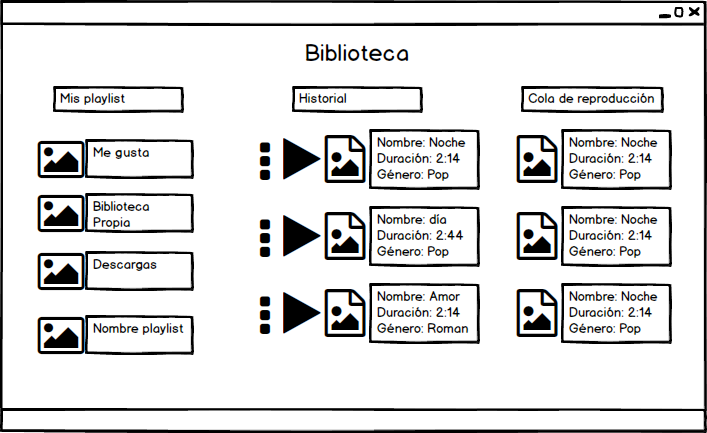 Biblioteca
Mis playlist
Me gusta
Biblioteca
Propia
Descargas
Nombre playlist
Historial
Nombre: Noche
Duración: 2:14
Género: Pop
Nombre: día
Duración: 2:44
Género: Pop
Nombre: Amor
Duración: 2:14
Género: Roman
Cola de reproducción
Nombre: Noche
Duración: 2:14
Género: Pop
Nombre: Noche
Duración: 2:14
Género: Pop
Nombre: Noche
Duración: 2:14
Género: Pop